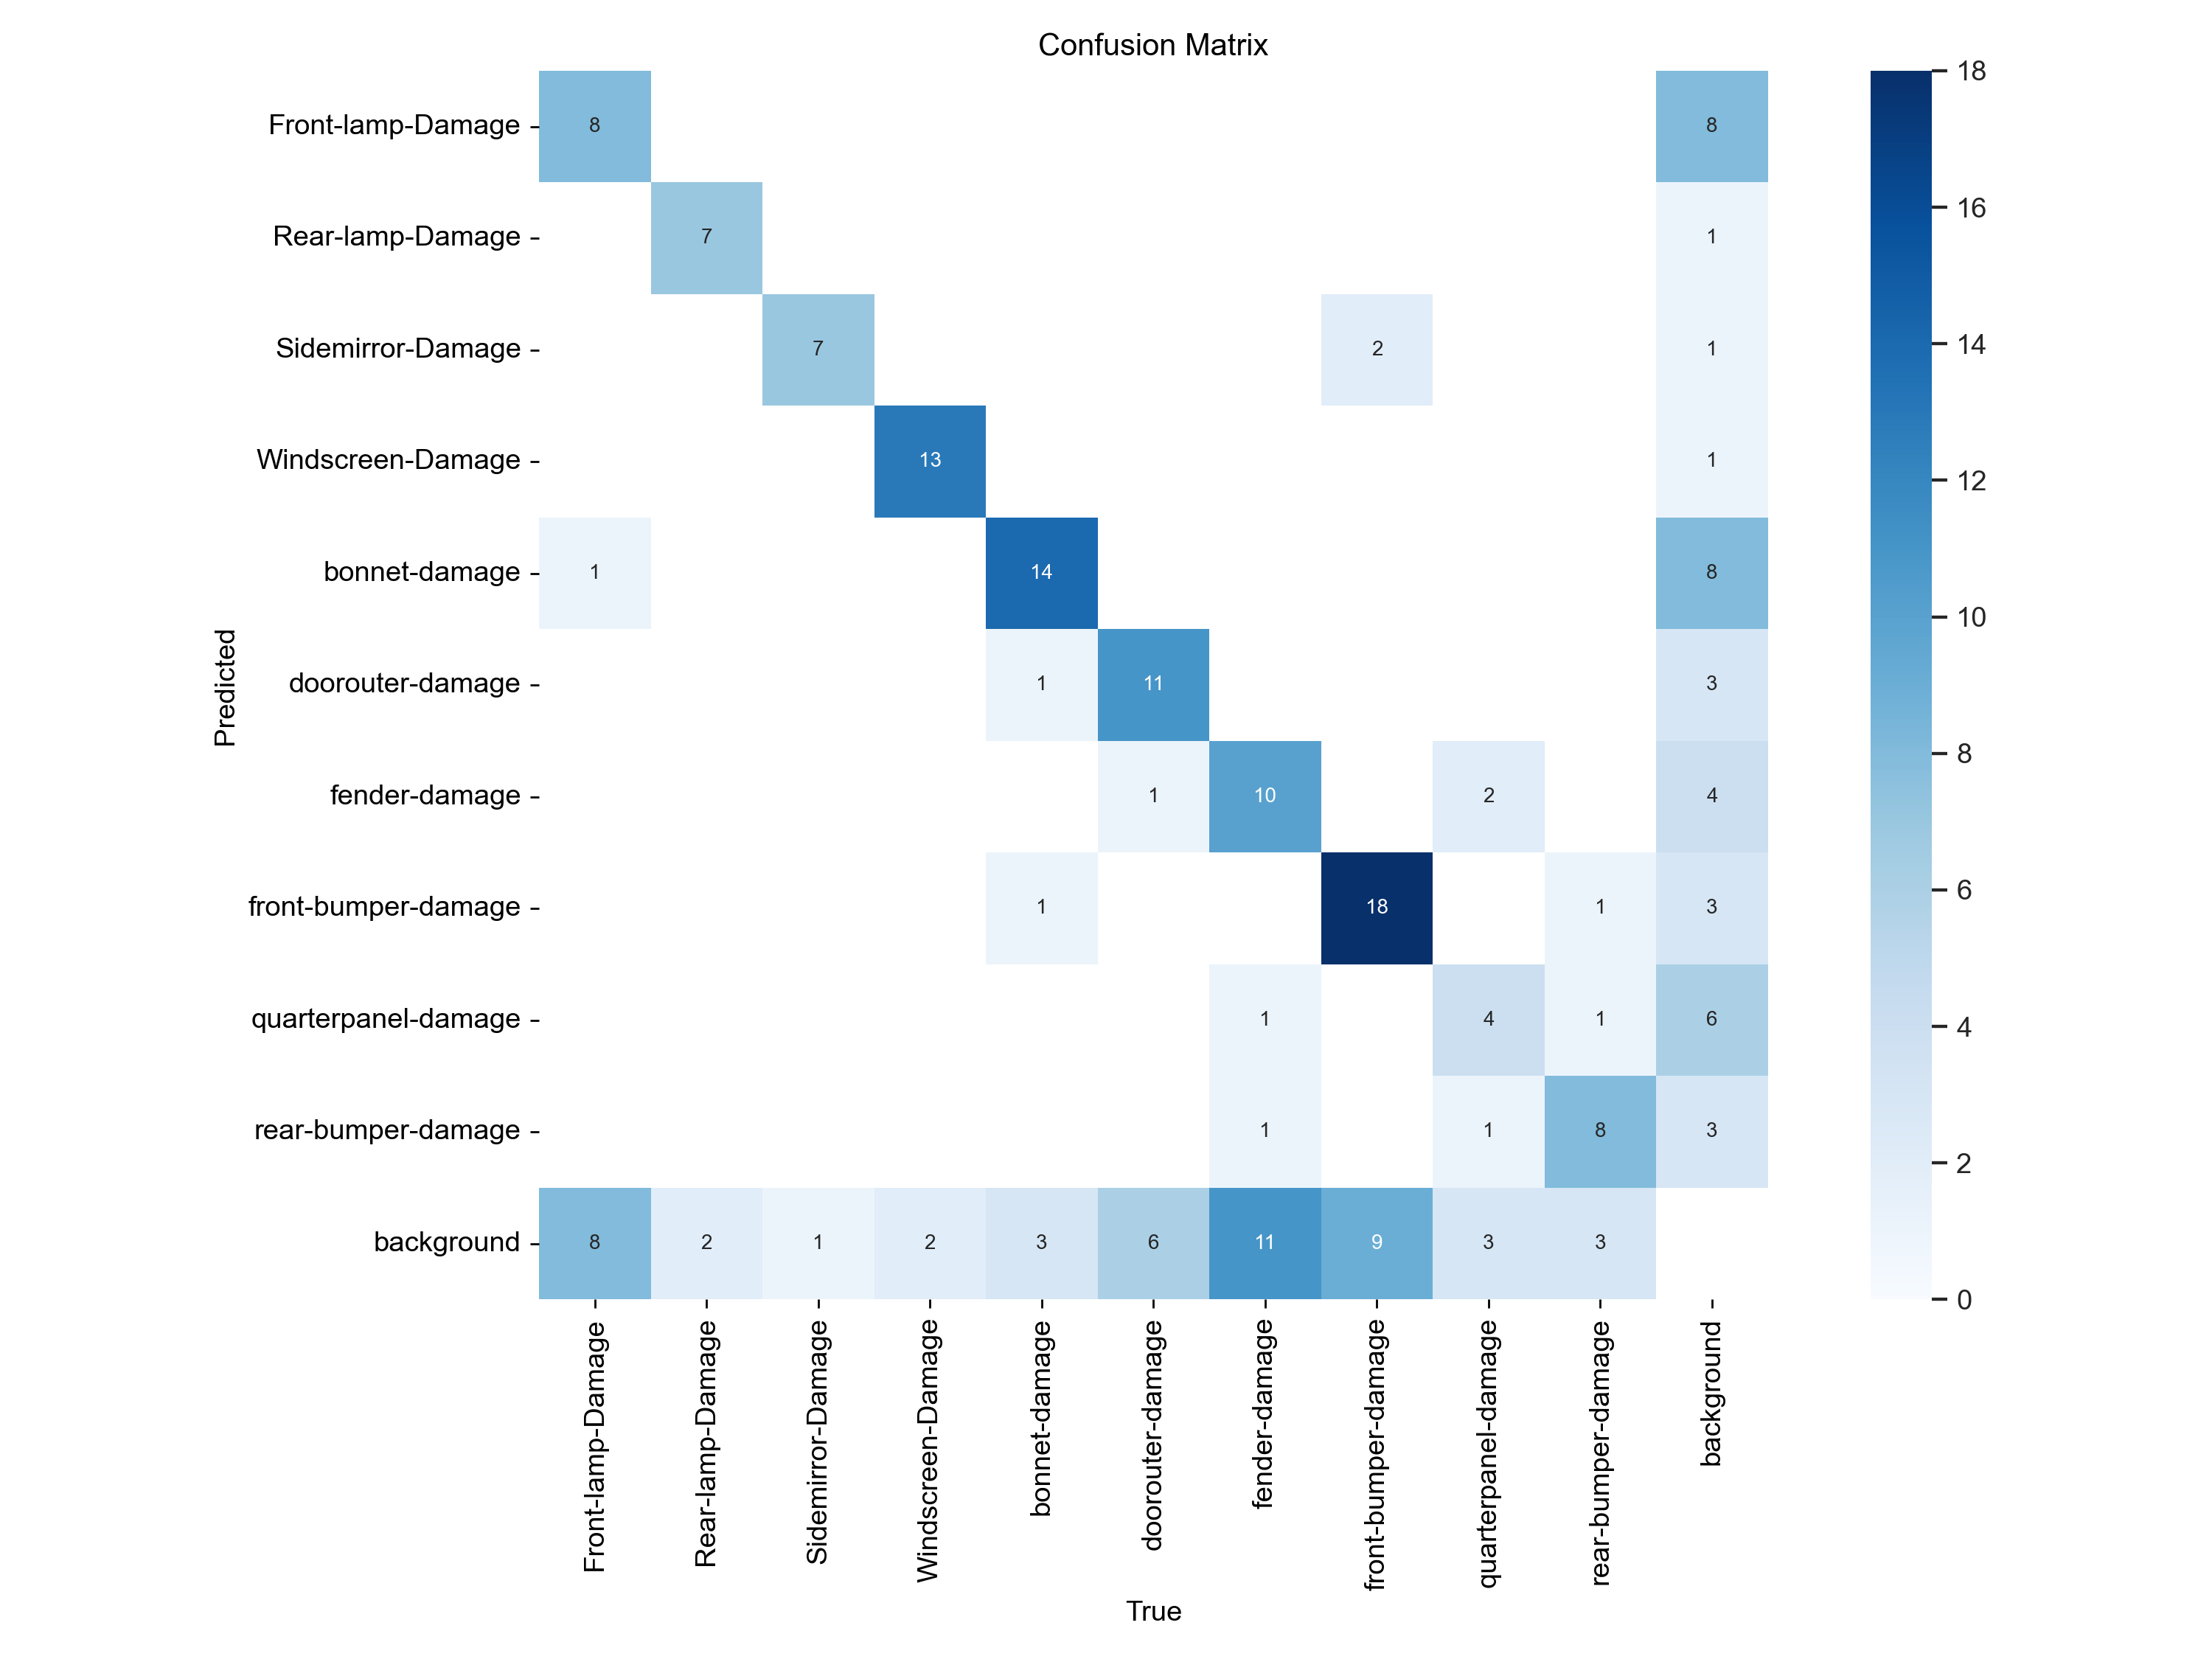 Confusion Matrix
Front-lamp-Damage 8 8
Rear-lamp-Damage 7 1
Sidemirror-Damage 7 2 1
Windscreen-Damage 13 1
bonnet-damage 1 14 8
doorouter-damage 1 11 3
fender-damage 1 10 2 4
front-bumper-damage 1 18 1 3
quarterpanel-damage 1 4 1 6
rear-bumper-damage 1 1 8 3
background 8 2 1 2 3 6 11 9 3 3
Predicted
Front-lamp-Damage
Rear-lamp-Damage
Sidemirror-Damage
Windscreen-Damage
bonnet-damage
doorouter-damage
fender-damage
front-bumper-damage
quarterpanel-damage
rear-bumper-damage
background
True
18
16
14
12
10
8
6
4
2
0